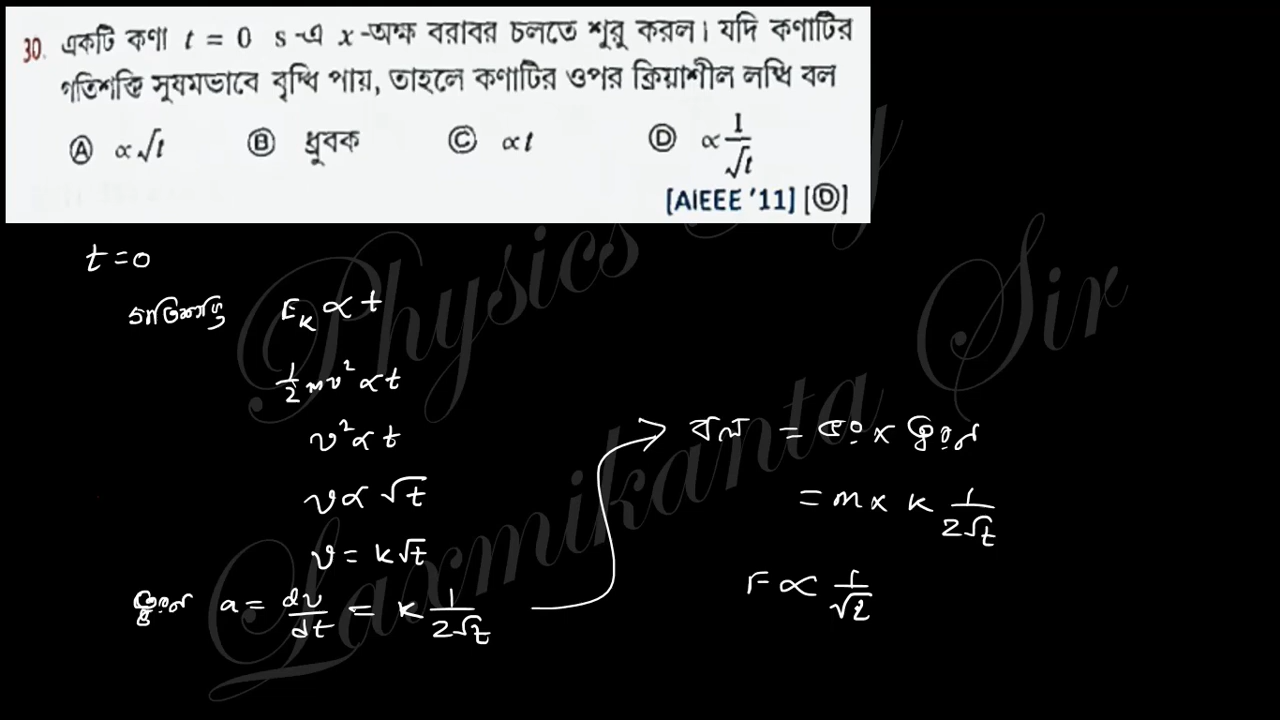 30. একটি কণা t = 0 s -এ x -অক্ষ বরাবর চলতে শুরু করল। যদি কণাটির
গতিশক্তি সুষমভাবে বৃদ্ধি পায়, তাহলে কণাটির ওপর ক্রিয়াশীল লব্ধি বল
Ⓐ ∝ √t Ⓑ ধ্রুবক Ⓒ ∝ t Ⓓ ∝ 1/√t
[AIEEE '11] [Ⓓ]
t = 0
গতিশক্তি E_K ∝ t
1/2 mv² ∝ t
v² ∝ t
v ∝ √t
v = k√t
ত্বরণ a = dv/dt = k 1/2√t
বল = ভর × ত্বরণ
= m × k 1/2√t
F ∝ 1/√t
Physics By
Laxmikanta Sir